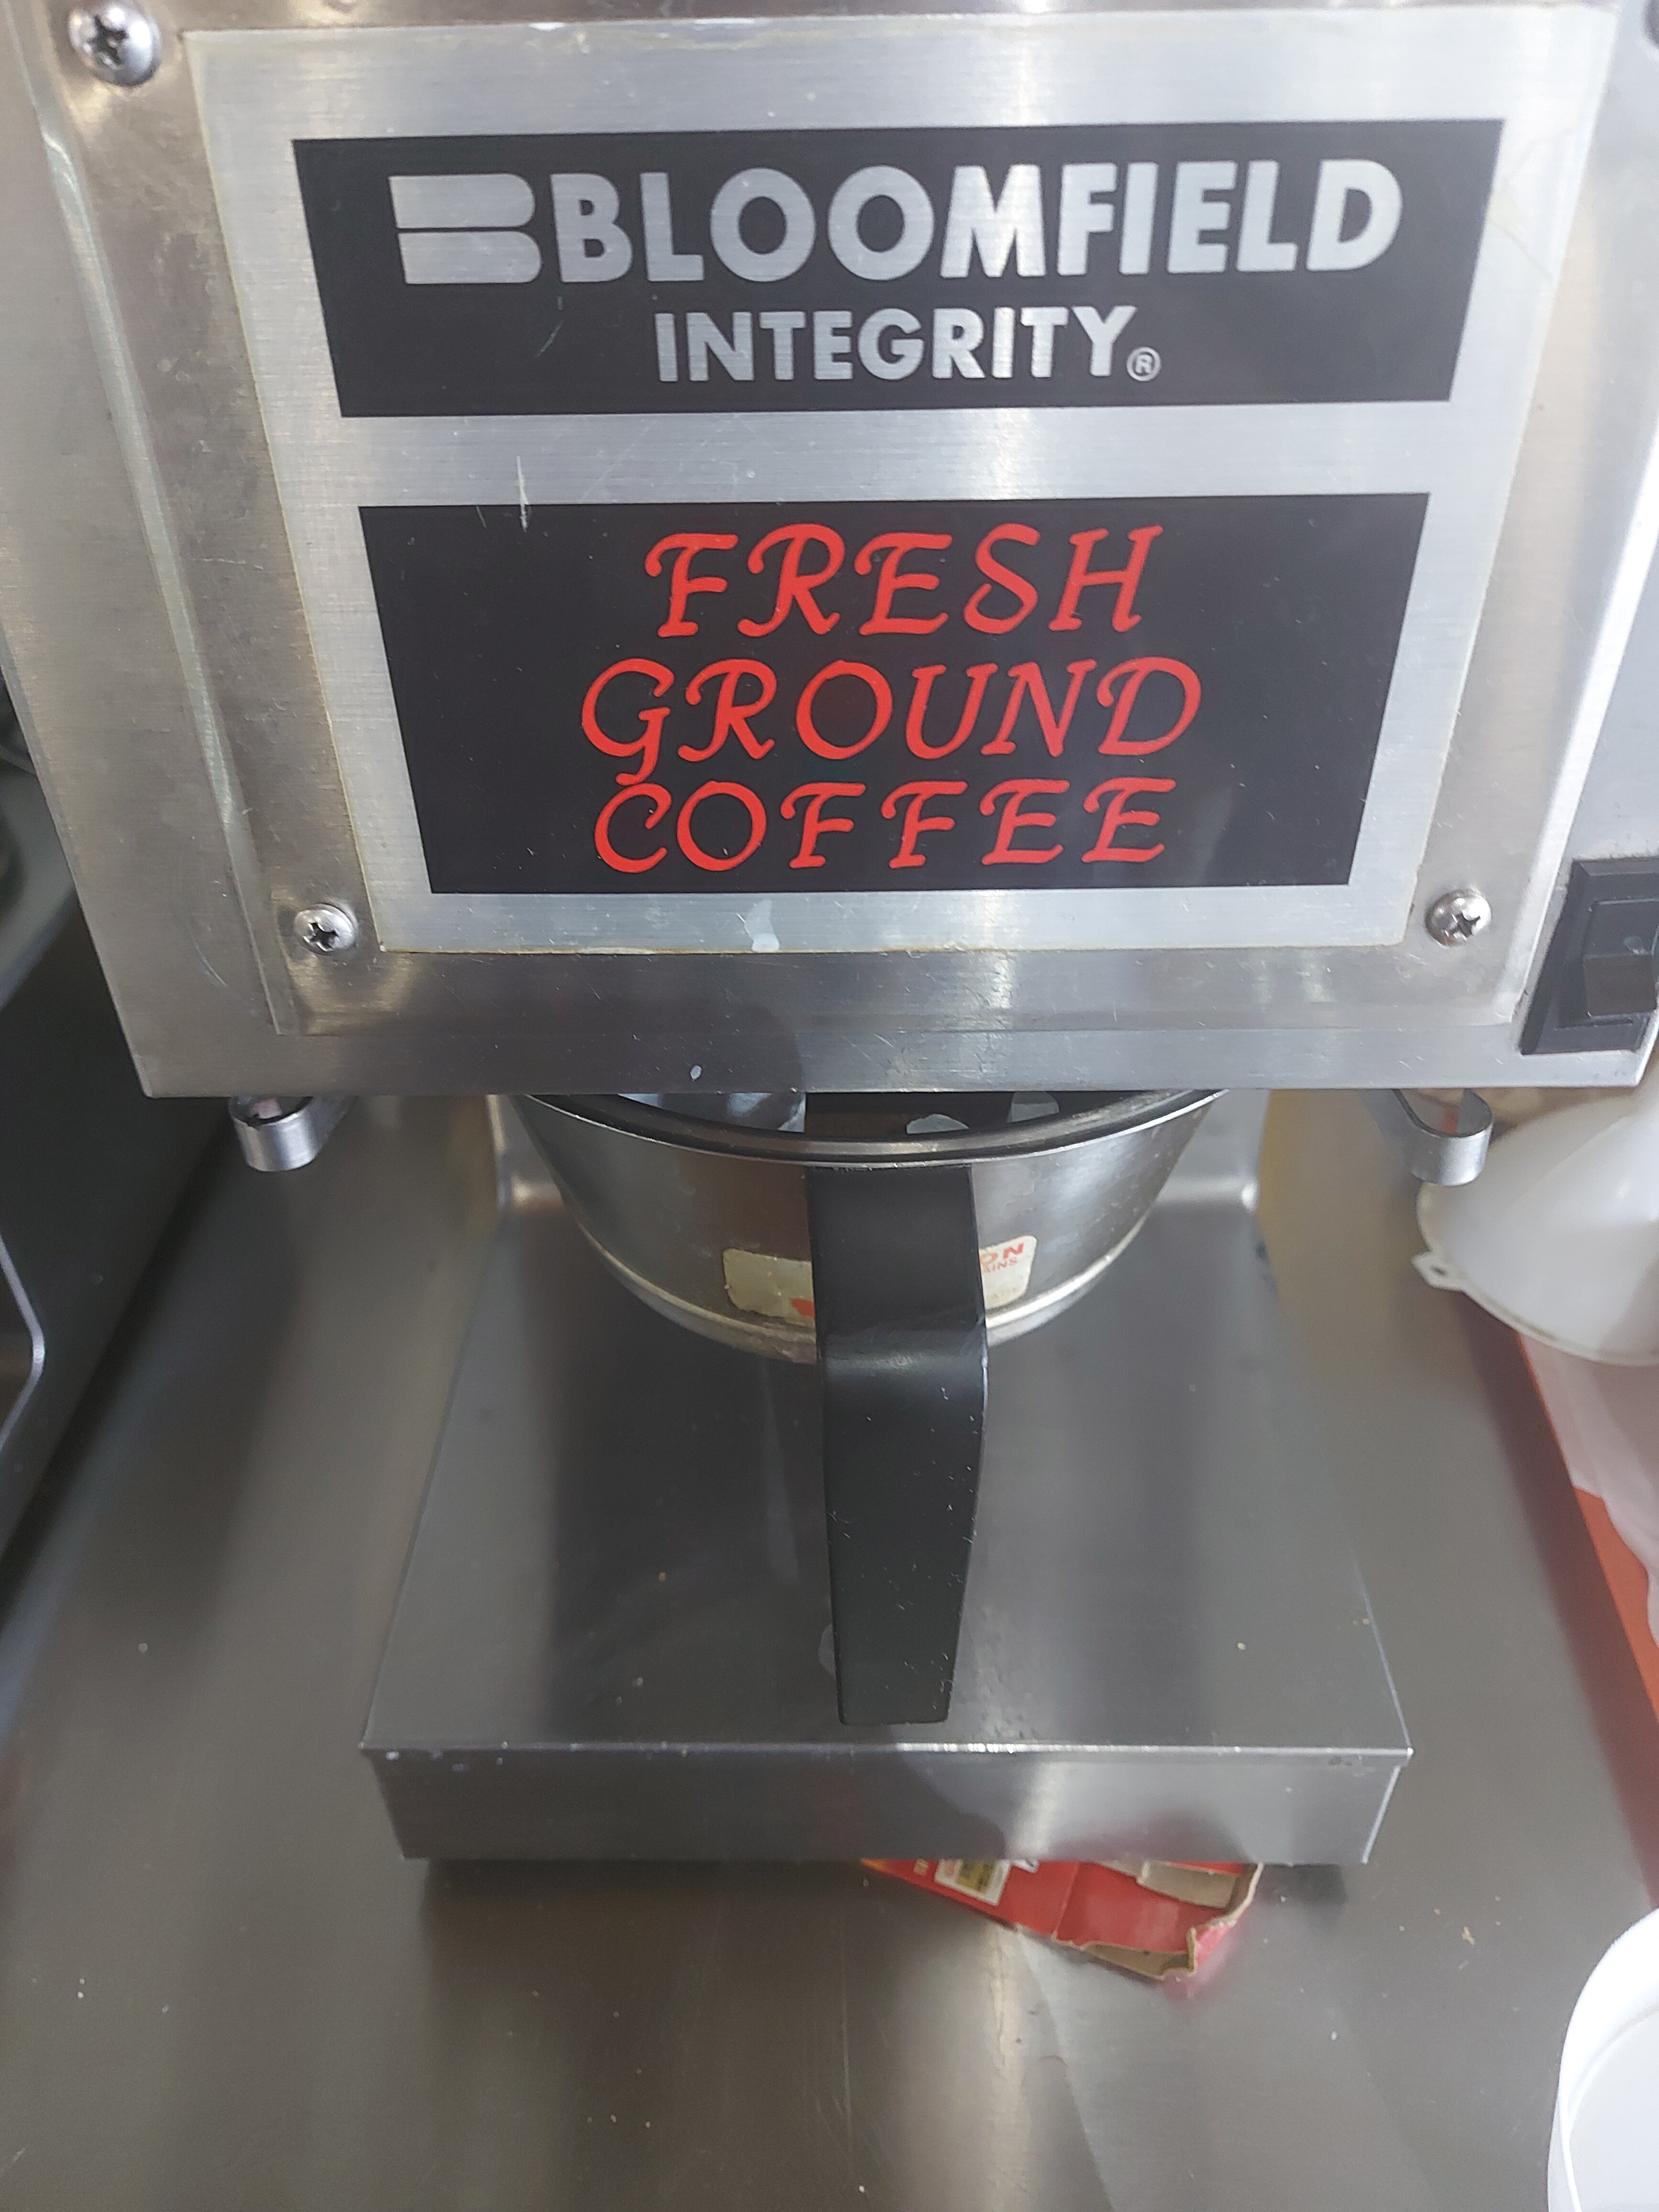 BLOOMFIELD
INTEGRITY®
FRESH
GROUND
COFFEE